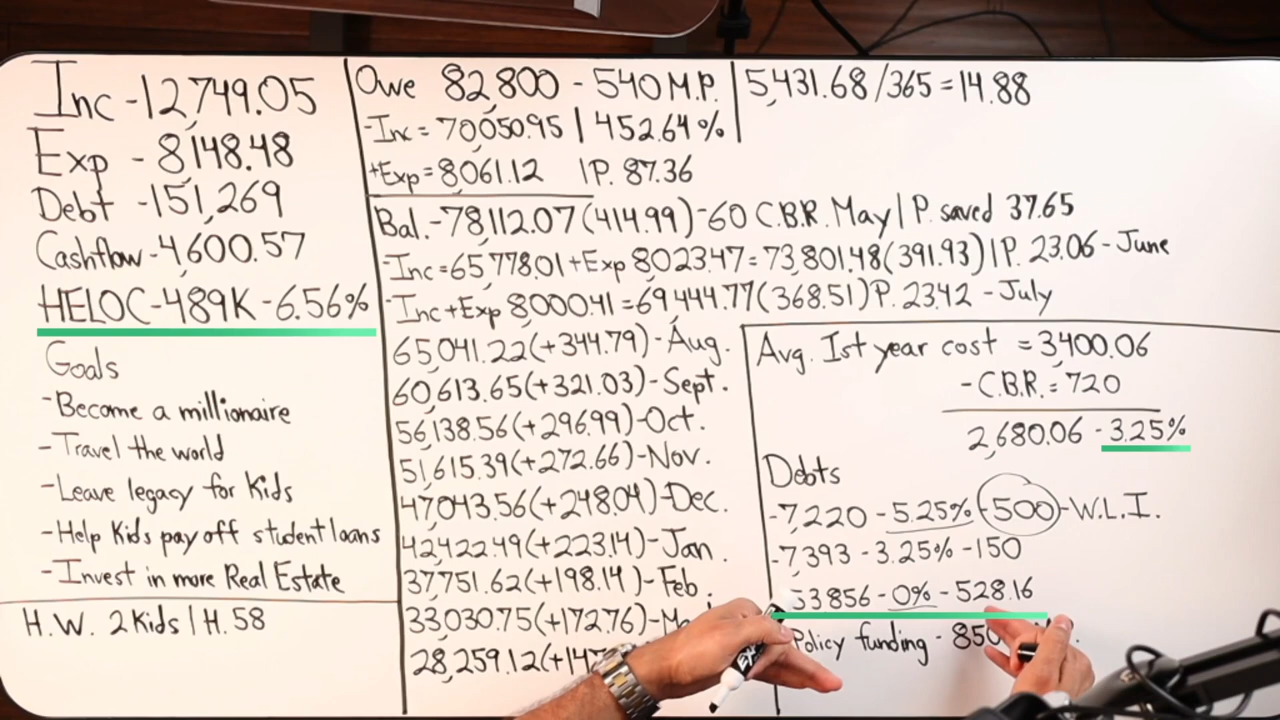 Inc -12,749.05
Exp - 8,148.48
Debt -151,269
Cashflow -4,600.57
HELOC-489K -6.56%
Goals
-Become a millionaire
-Travel the world
-Leave legacy for Kids
-Help Kids pay off student loans
-Invest in more Real Estate
H.W. 2Kids | H.58
Owe 82,800 - 540 M.P.
-Inc = 70,050.95 | 452.64%
+Exp = 8,061.12 | P. 87.36
Bal. -78,112.07 (414.99) -60 C.B.R. May | P. saved 37.65
-Inc = 65,778.01 + Exp 8,023.47 = 73,801.48 (391.93) | P. 23.06 - June
-Inc + Exp 8,000.41 = 69,444.77 (368.51) P. 23.42 - July
65,041.22 (+344.79) - Aug.
60,613.65 (+321.03) - Sept.
56,138.56 (+296.99) - Oct.
51,615.39 (+272.66) - Nov.
47,043.56 (+248.04) - Dec.
42,422.49 (+223.14) - Jan.
37,751.62 (+198.14) - Feb.
33,030.75 (+172.76) -
28,259.12 (+14
5,431.68 / 365 = 14.88
Avg. 1st year cost = 3,400.06
- C.B.R. = 720
2,680.06 - 3.25%
Debts
-7,220 - 5.25% - 500 - W.L.I.
-7,393 - 3.25% - 150
53856 - 0% - 528.16
Policy funding - 850